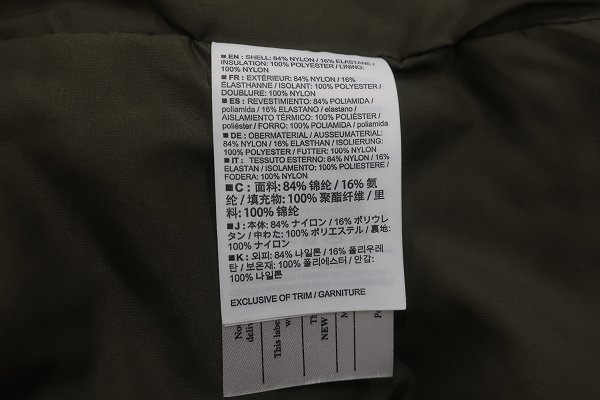 ■ EN : SHELL: 84% NYLON / 16% ELASTANE /
INSULATION: 100% POLYESTER / LINING:
100% NYLON
■ FR : EXTÉRIEUR: 84% NYLON / 16%
ÉLASTHANNE / ISOLANT: 100% POLYESTER /
DOUBLURE: 100% NYLON
■ ES : REVESTIMIENTO: 84% POLIAMIDA /
poliamida / 16% ELASTANO / elastano /
AISLAMIENTO TÉRMICO: 100% POLIÉSTER /
poliéster / FORRO: 100% POLIAMIDA / poliamida
■ DE : OBERMATERIAL / AUSSEUMATERIAL:
84% NYLON / 16% ELASTHAN / ISOLIERUNG:
100% POLYESTER / FUTTER: 100% NYLON
■ IT : TESSUTO ESTERNO: 84% NYLON / 16%
ELASTAN / ISOLAMENTO: 100% POLIESTERE /
FODERA: 100% NYLON
■ C : 面料: 84% 锦纶 / 16% 氨
纶 / 填充物: 100% 聚酯纤维 / 里
料: 100% 锦纶
■ J : 本体: 84% ナイロン / 16% ポリウレ
タン / 中わた: 100% ポリエステル / 裏地:
100% ナイロン
■ K : 외피: 84% 나일론 / 16% 폴리우레
탄 / 보온재: 100% 폴리에스터 / 안감:
100% 나일론
EXCLUSIVE OF TRIM / GARNITURE
No
deliv
This label
w
Th
NEW
N
P